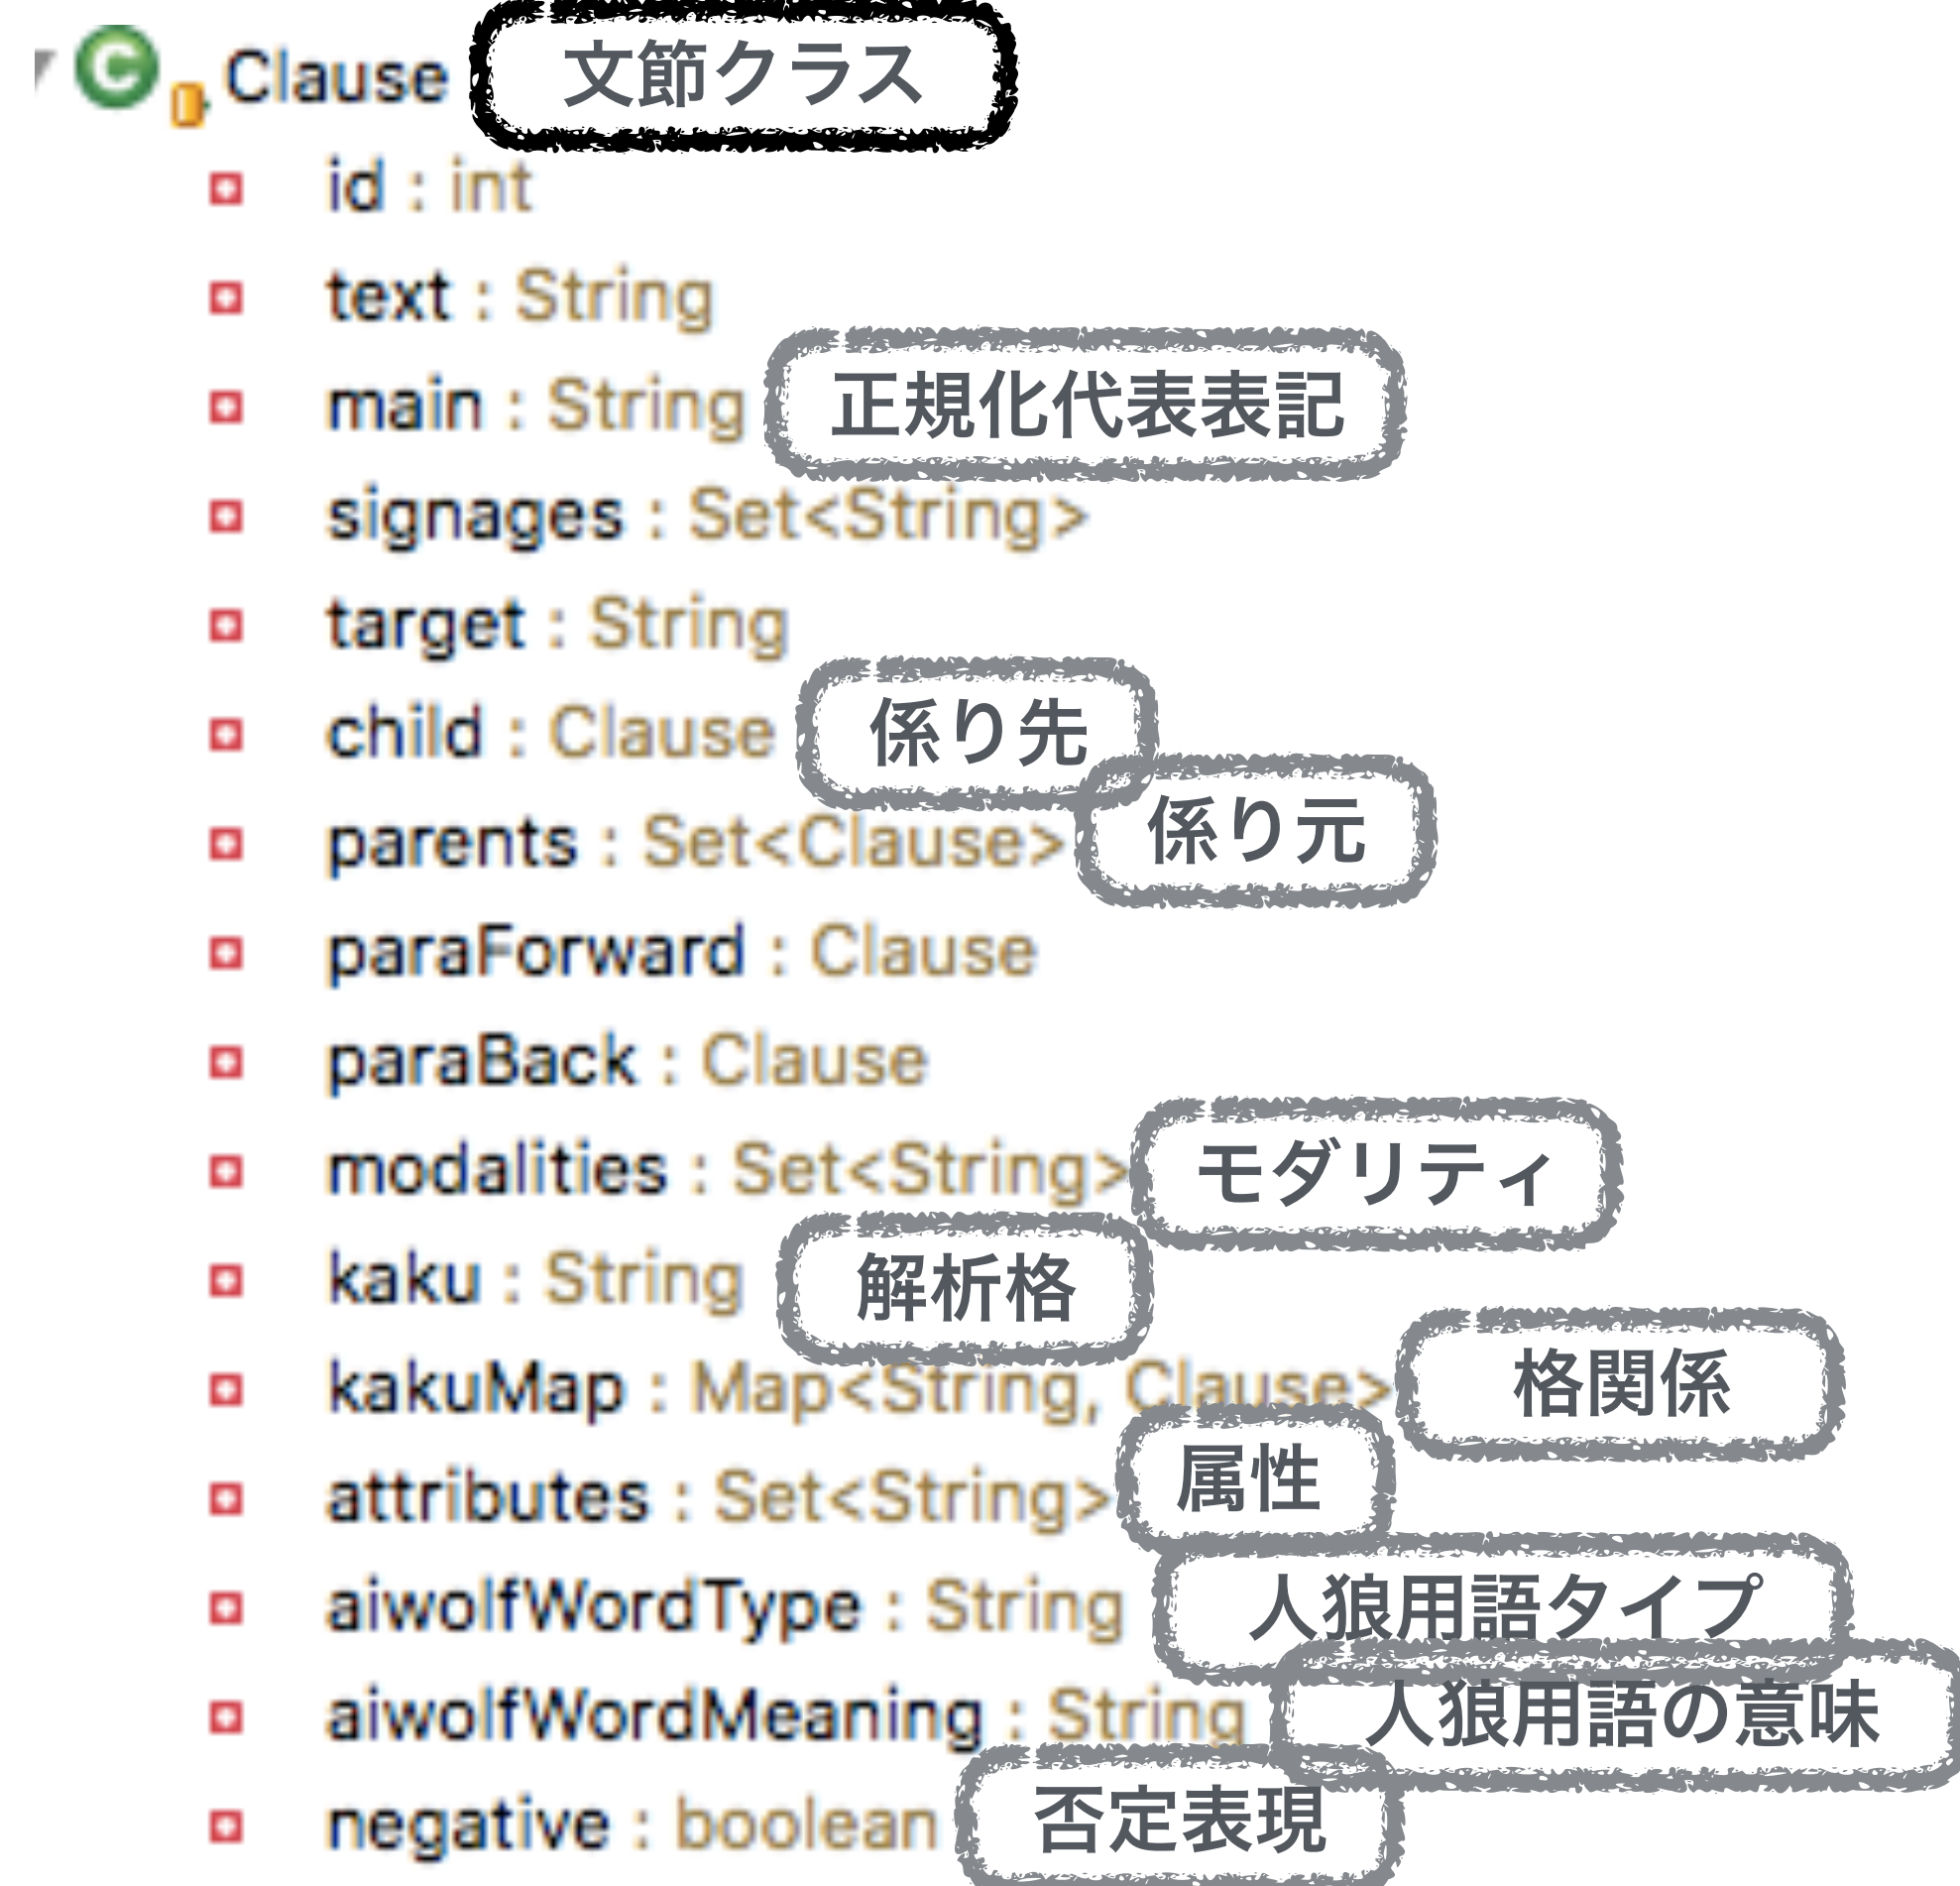 Clause 文節クラス
id : int
text : String
main : String 正規化代表表記
signages : Set<String>
target : String
child : Clause 係り先
parents : Set<Clause> 係り元
paraForward : Clause
paraBack : Clause
modalities : Set<String> モダリティ
kaku : String 解析格
kakuMap : Map<String, Clause> 格関係
attributes : Set<String> 属性
aiwolfWordType : String 人狼用語タイプ
aiwolfWordMeaning : String 人狼用語の意味
negative : boolean 否定表現